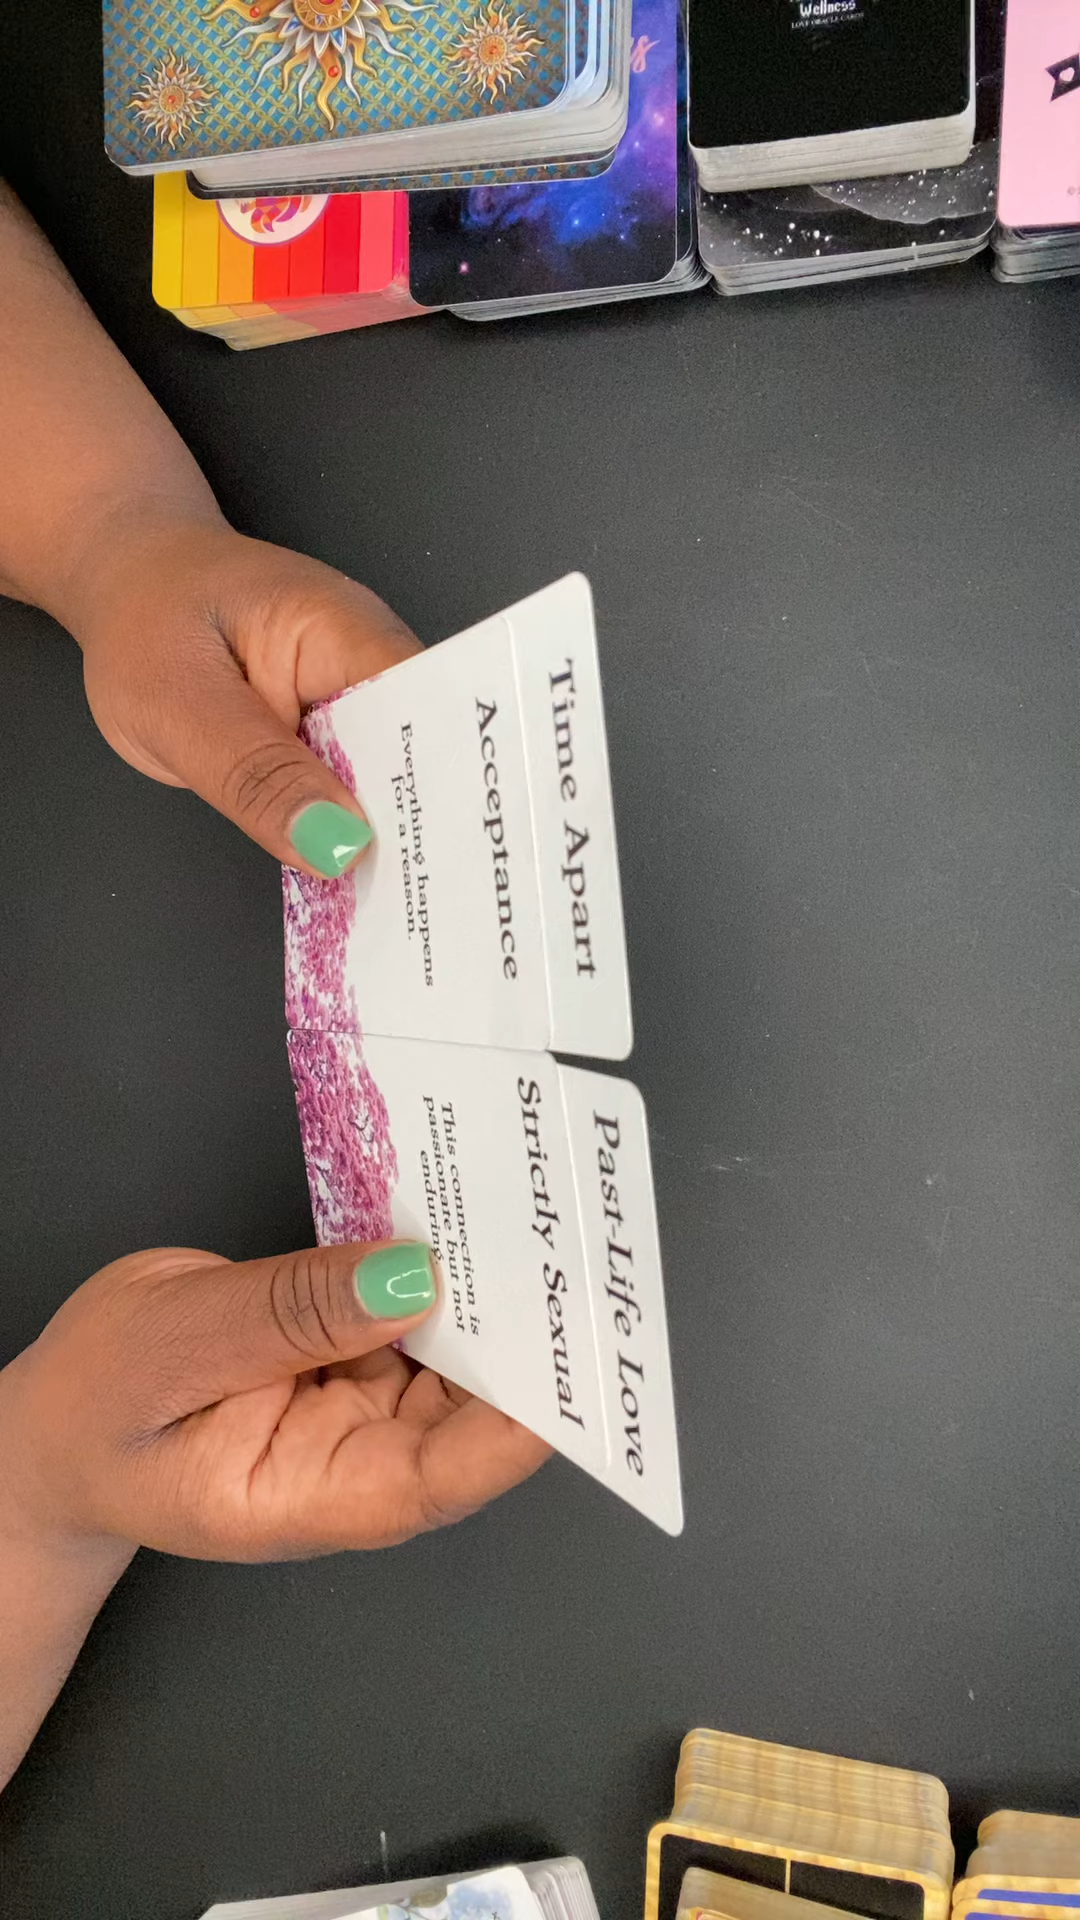 Wellness
LOVE ORACLE CARDS
Time Apart
Acceptance
Everything happens
for a reason.
Past-Life Love
Strictly Sexual
This connection is
passionate but not
enduring.